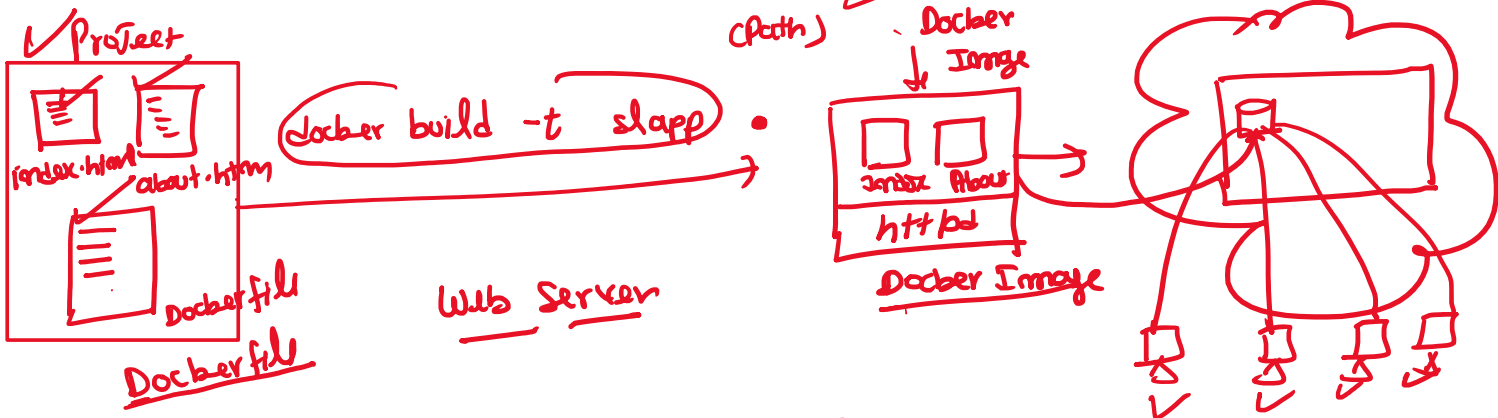 Project
index.html
about.htm
Dockerfile
Dockerfile
docker build -t slapp .
Web Server
(Path)
Docker
Image
Index About
httpd
Docker Image